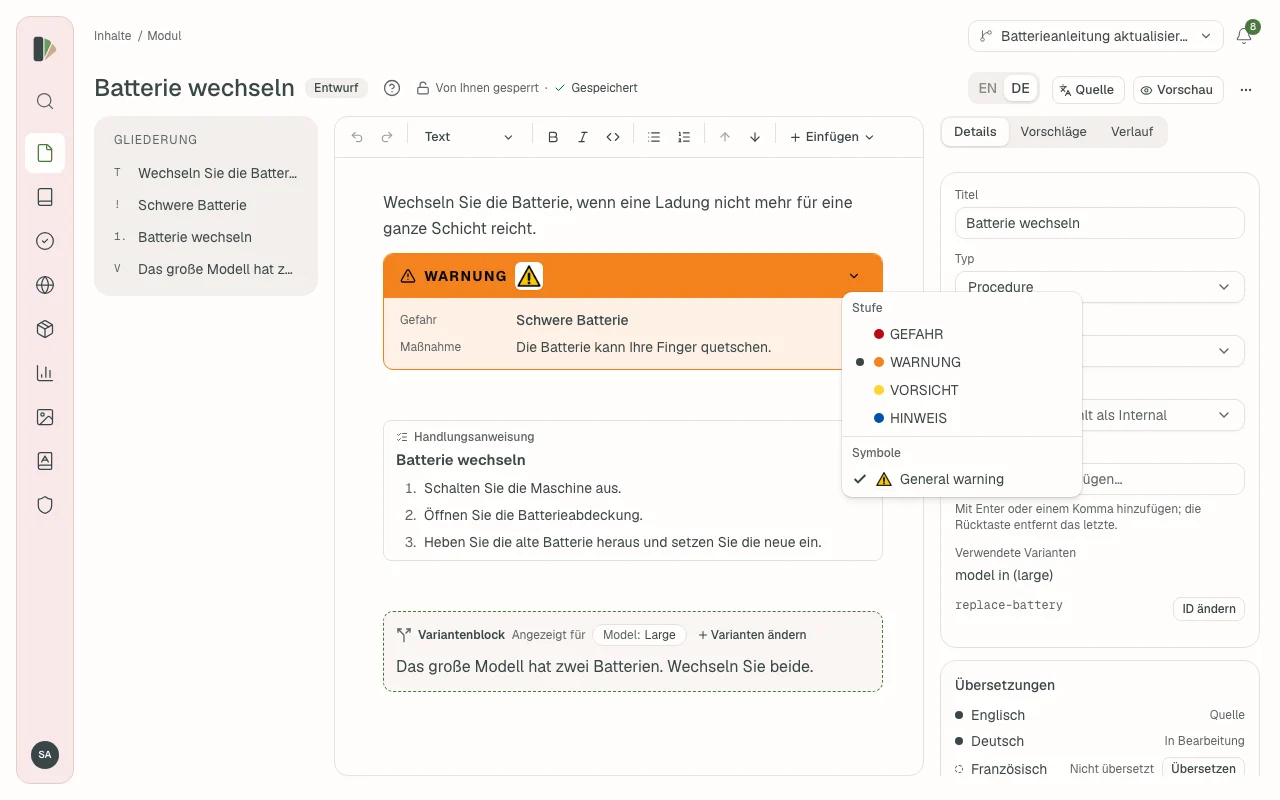 Inhalte / Modul
Batterieanleitung aktualisier…
8
Batterie wechseln
Entwurf
Von Ihnen gesperrt · Gespeichert
EN DE
Quelle
Vorschau
GLIEDERUNG
T Wechseln Sie die Batter…
! Schwere Batterie
1. Batterie wechseln
V Das große Modell hat z…
Text
B I
Einfügen
Wechseln Sie die Batterie, wenn eine Ladung nicht mehr für eine
ganze Schicht reicht.
WARNUNG
Gefahr Schwere Batterie
Maßnahme Die Batterie kann Ihre Finger quetschen.
Stufe
GEFAHR
WARNUNG
VORSICHT
HINWEIS
Symbole
General warning
Handlungsanweisung
Batterie wechseln
1. Schalten Sie die Maschine aus.
2. Öffnen Sie die Batterieabdeckung.
3. Heben Sie die alte Batterie heraus und setzen Sie die neue ein.
Variantenblock Angezeigt für Model: Large + Varianten ändern
Das große Modell hat zwei Batterien. Wechseln Sie beide.
Details Vorschläge Verlauf
Titel
Batterie wechseln
Typ
Procedure
als Internal
Mit Enter oder einem Komma hinzufügen; die
Rücktaste entfernt das letzte.
Verwendete Varianten
model in (large)
replace-battery
ID ändern
Übersetzungen
Englisch Quelle
Deutsch In Bearbeitung
Französisch Nicht übersetzt Übersetzen
SA